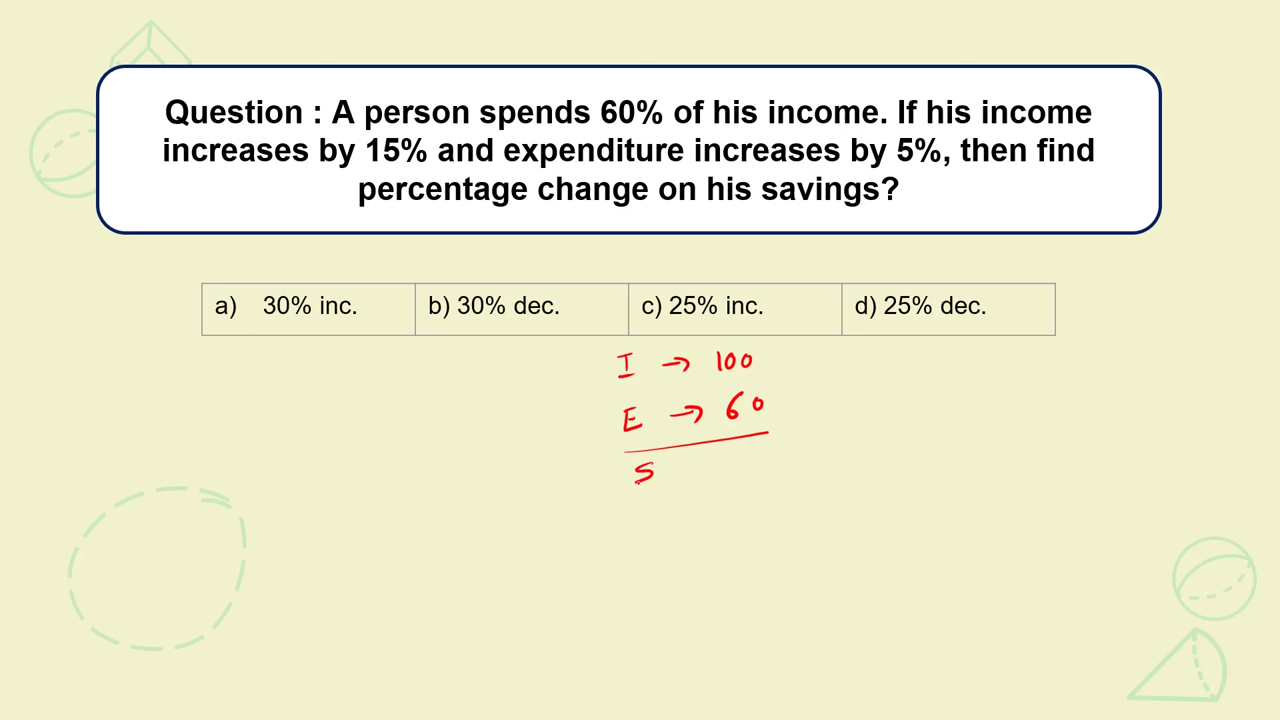 Question : A person spends 60% of his income. If his income
increases by 15% and expenditure increases by 5%, then find
percentage change on his savings?
a) 30% inc. b) 30% dec. c) 25% inc. d) 25% dec.
I → 100
E → 60
S